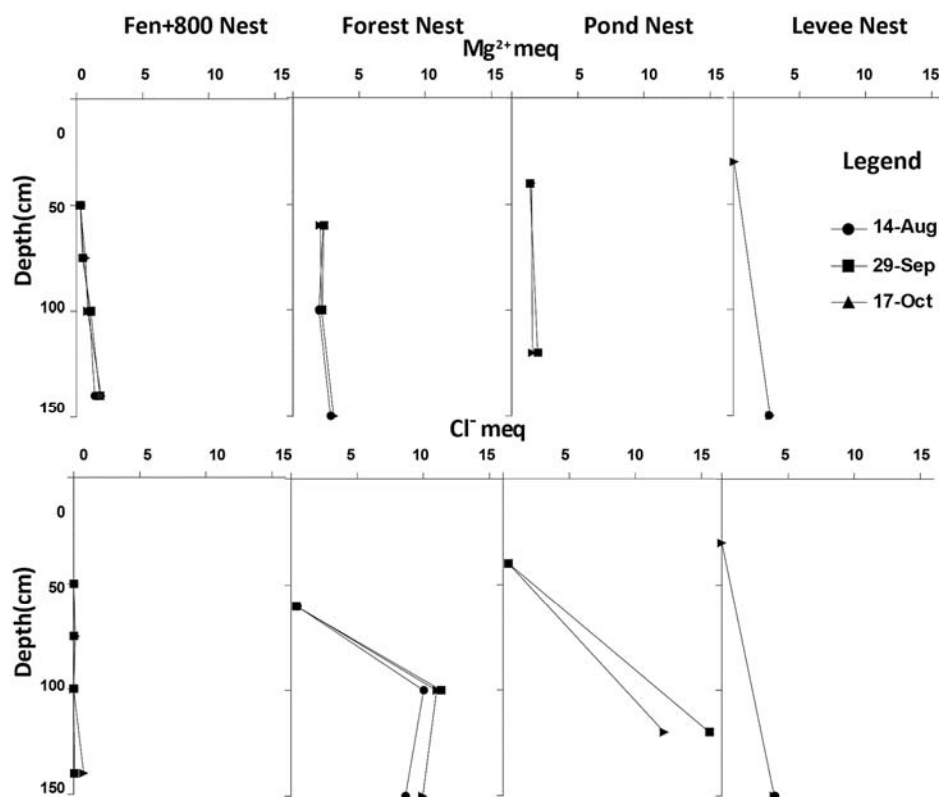 Fen+800 Nest Forest Nest Pond Nest Levee Nest
Mg²⁺ meq
0 5 10 15 5 10 15 5 10 15 0 5 10 15
0
50
100
150
Depth(cm)
Legend
14-Aug
29-Sep
17-Oct
Cl⁻ meq
0 5 10 15 5 10 15 5 10 15 0 5 10 15
0
50
100
150
Depth(cm)